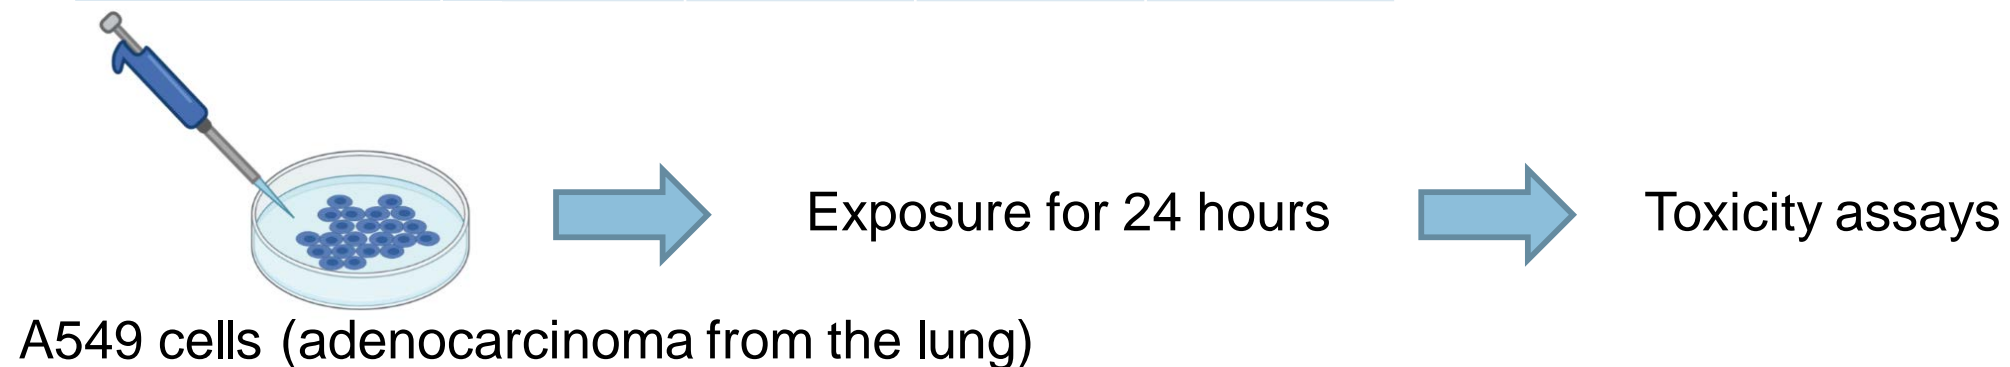 Exposure for 24 hours
Toxicity assays
A549 cells (adenocarcinoma from the lung)